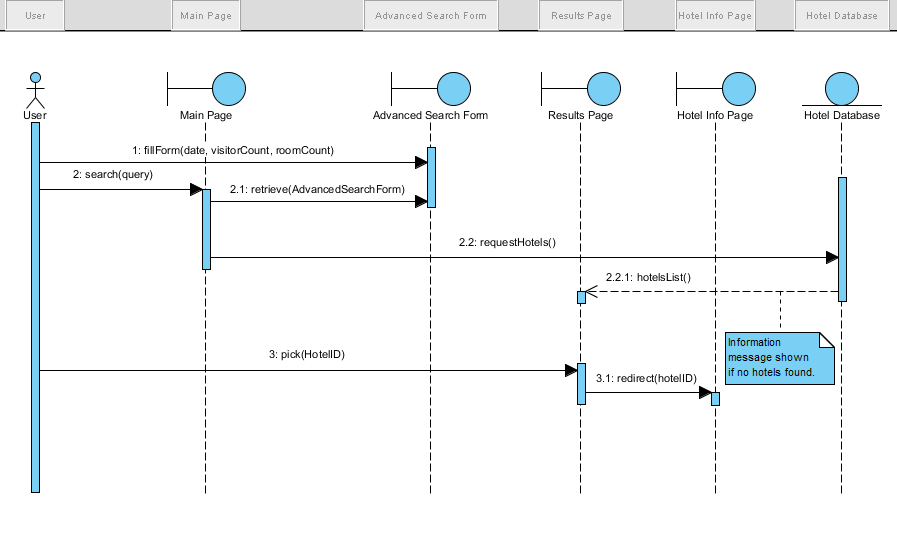 User
Main Page
Advanced Search Form
Results Page
Hotel Info Page
Hotel Database
User
Main Page
Advanced Search Form
Results Page
Hotel Info Page
Hotel Database
1: fillForm(date, visitorCount, roomCount)
2: search(query)
2.1: retrieve(AdvancedSearchForm)
2.2: requestHotels()
2.2.1: hotelsList()
Information
message shown
if no hotels found.
3: pick(HotelID)
3.1: redirect(hotelID)